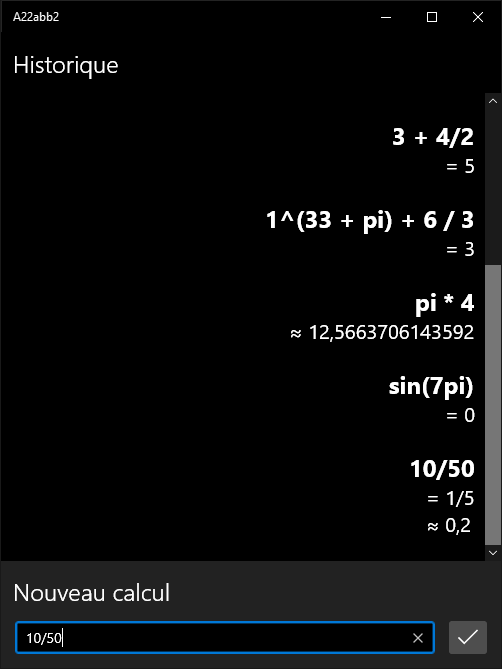 A22abb2
Historique
3 + 4/2
= 5
1^(33 + pi) + 6 / 3
= 3
pi * 4
≈ 12,5663706143592
sin(7pi)
= 0
10/50
= 1/5
≈ 0,2
Nouveau calcul
10/50